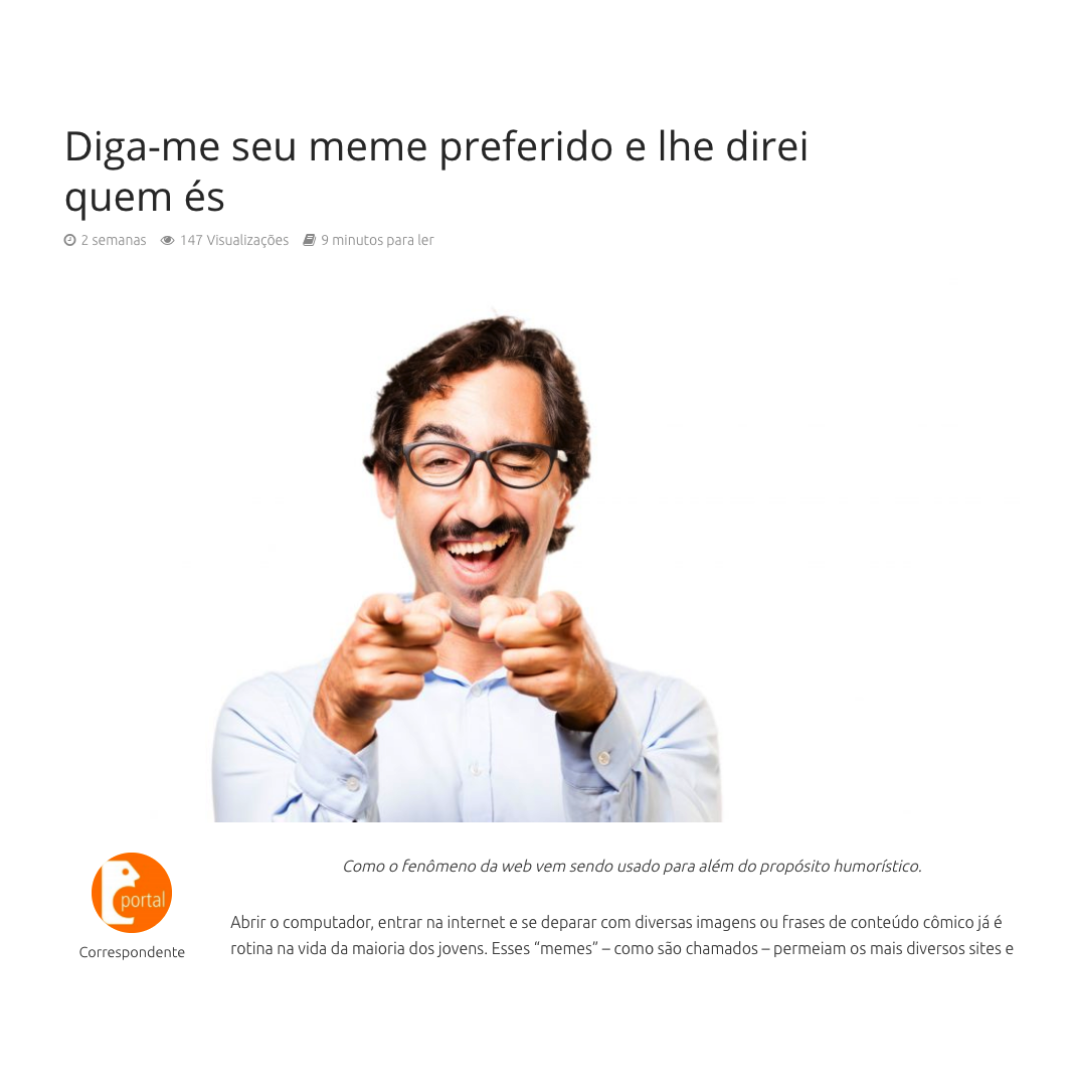 Diga-me seu meme preferido e lhe direi
quem és
2 semanas 147 Visualizações 9 minutos para ler
Como o fenômeno da web vem sendo usado para além do propósito humorístico.
portal
Correspondente
Abrir o computador, entrar na internet e se deparar com diversas imagens ou frases de conteúdo cômico já é
rotina na vida da maioria dos jovens. Esses “memes” – como são chamados – permeiam os mais diversos sites e